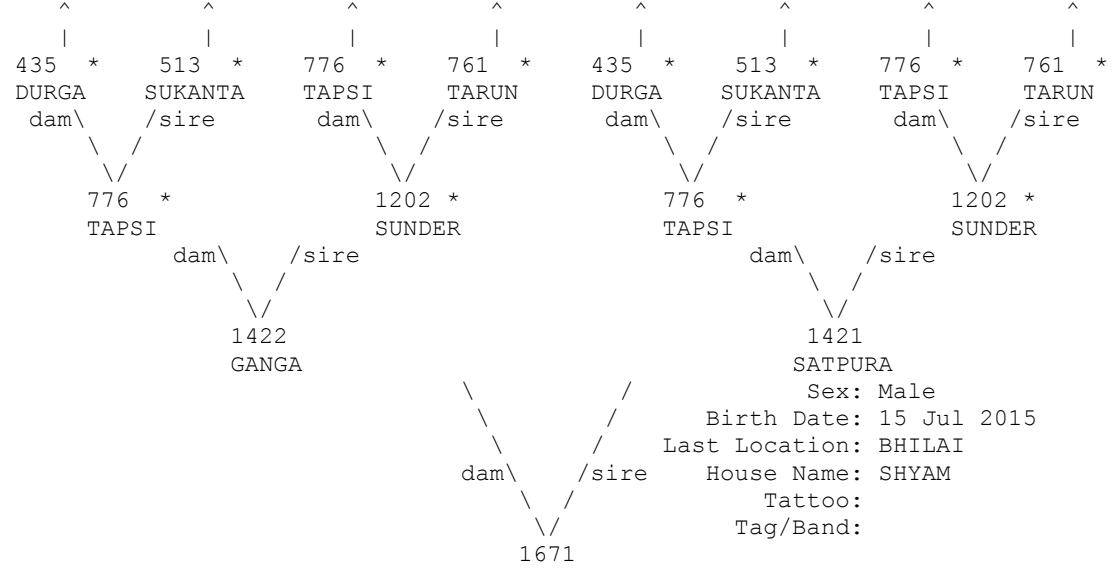 ^ ^ ^ ^ ^ ^ ^ ^
| | | | | | | |
435 * 513 * 776 * 761 * 435 * 513 * 776 * 761 *
DURGA SUKANTA TAPSI TARUN DURGA SUKANTA TAPSI TARUN
dam\ /sire dam\ /sire dam\ /sire dam\ /sire
\ / \ / \ / \ /
\/ \/ \/ \/
776 * 1202 * 776 * 1202 *
TAPSI SUNDER TAPSI SUNDER
dam\ /sire dam\ /sire
\ / \ /
\/ \/
1422 1421
GANGA SATPURA
\ / Sex: Male
\ / Birth Date: 15 Jul 2015
\ / Last Location: BHILAI
dam\ /sire House Name: SHYAM
\ / Tattoo:
\/ Tag/Band:
1671